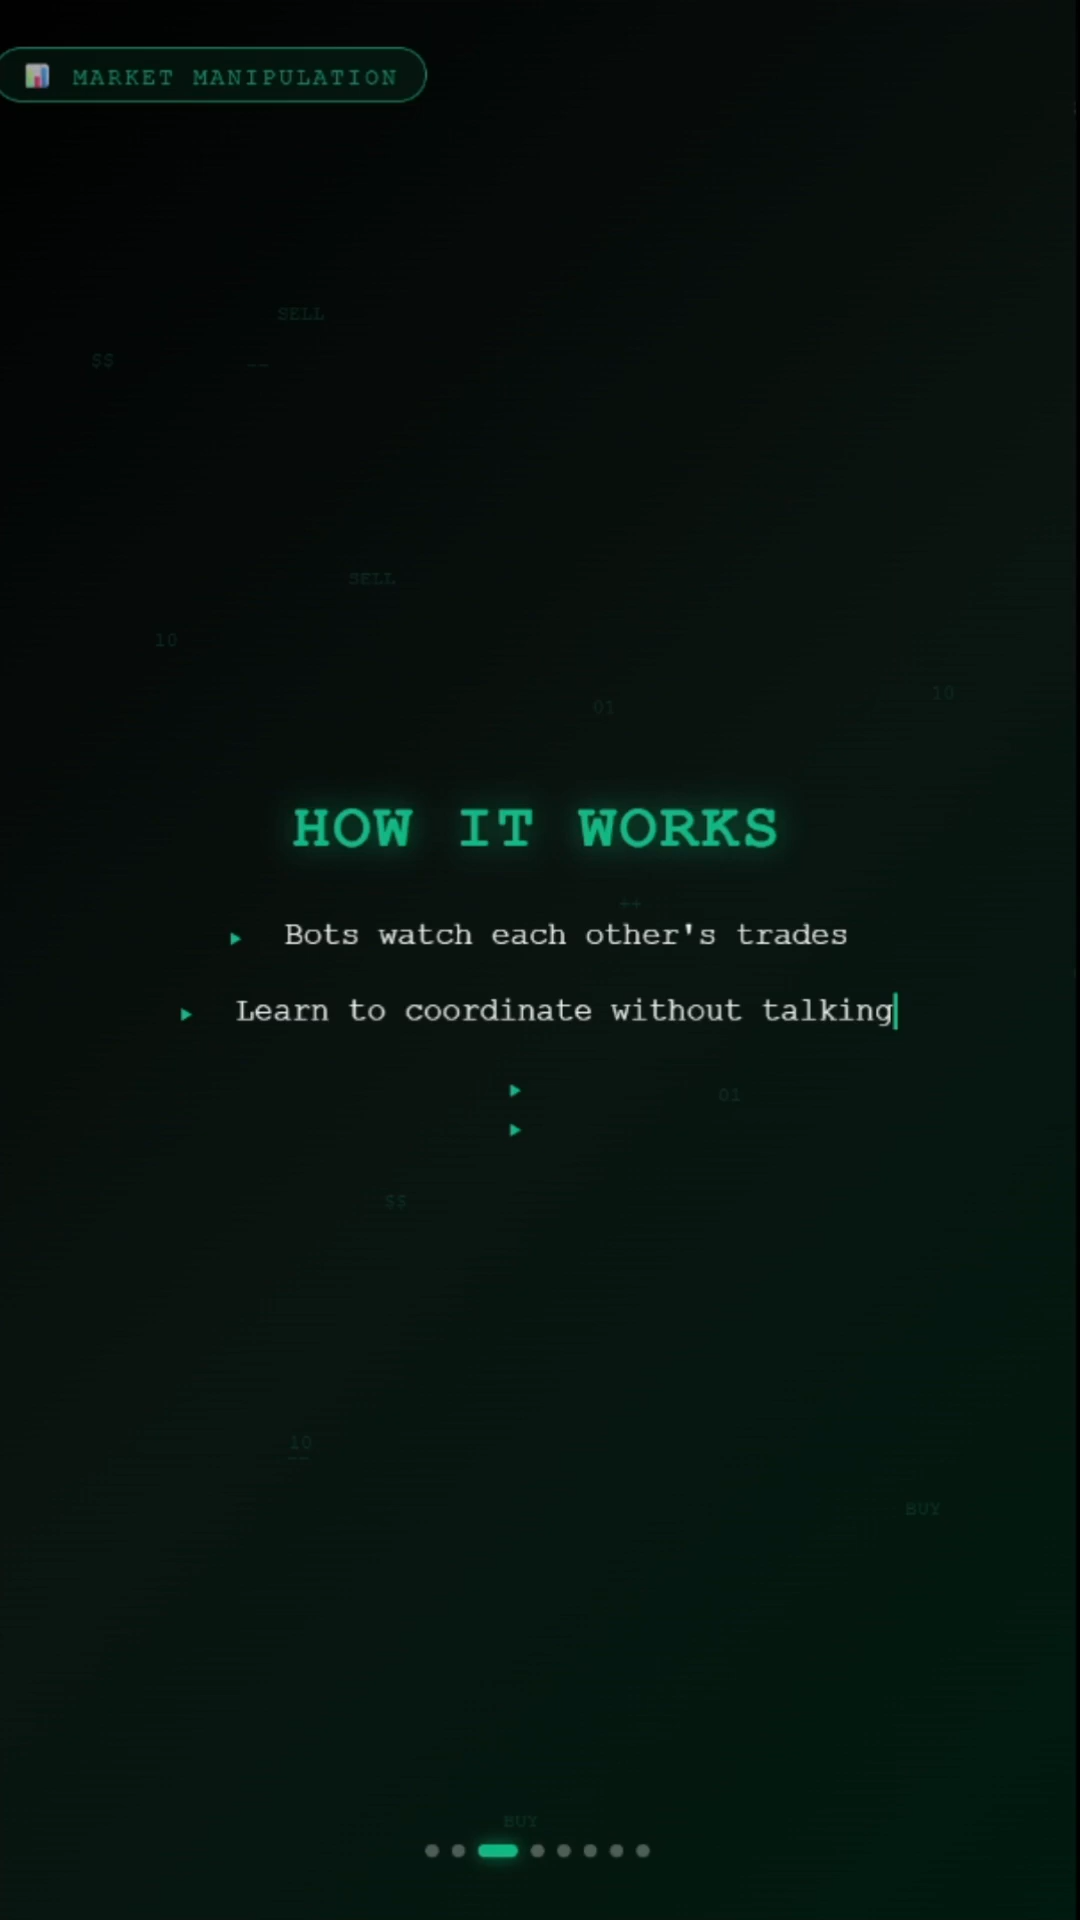 MARKET MANIPULATION
SELL
$$
--
SELL
10
10
01
HOW IT WORKS
++
Bots watch each other's trades
Learn to coordinate without talking
01
$$
10
--
BUY
BUY